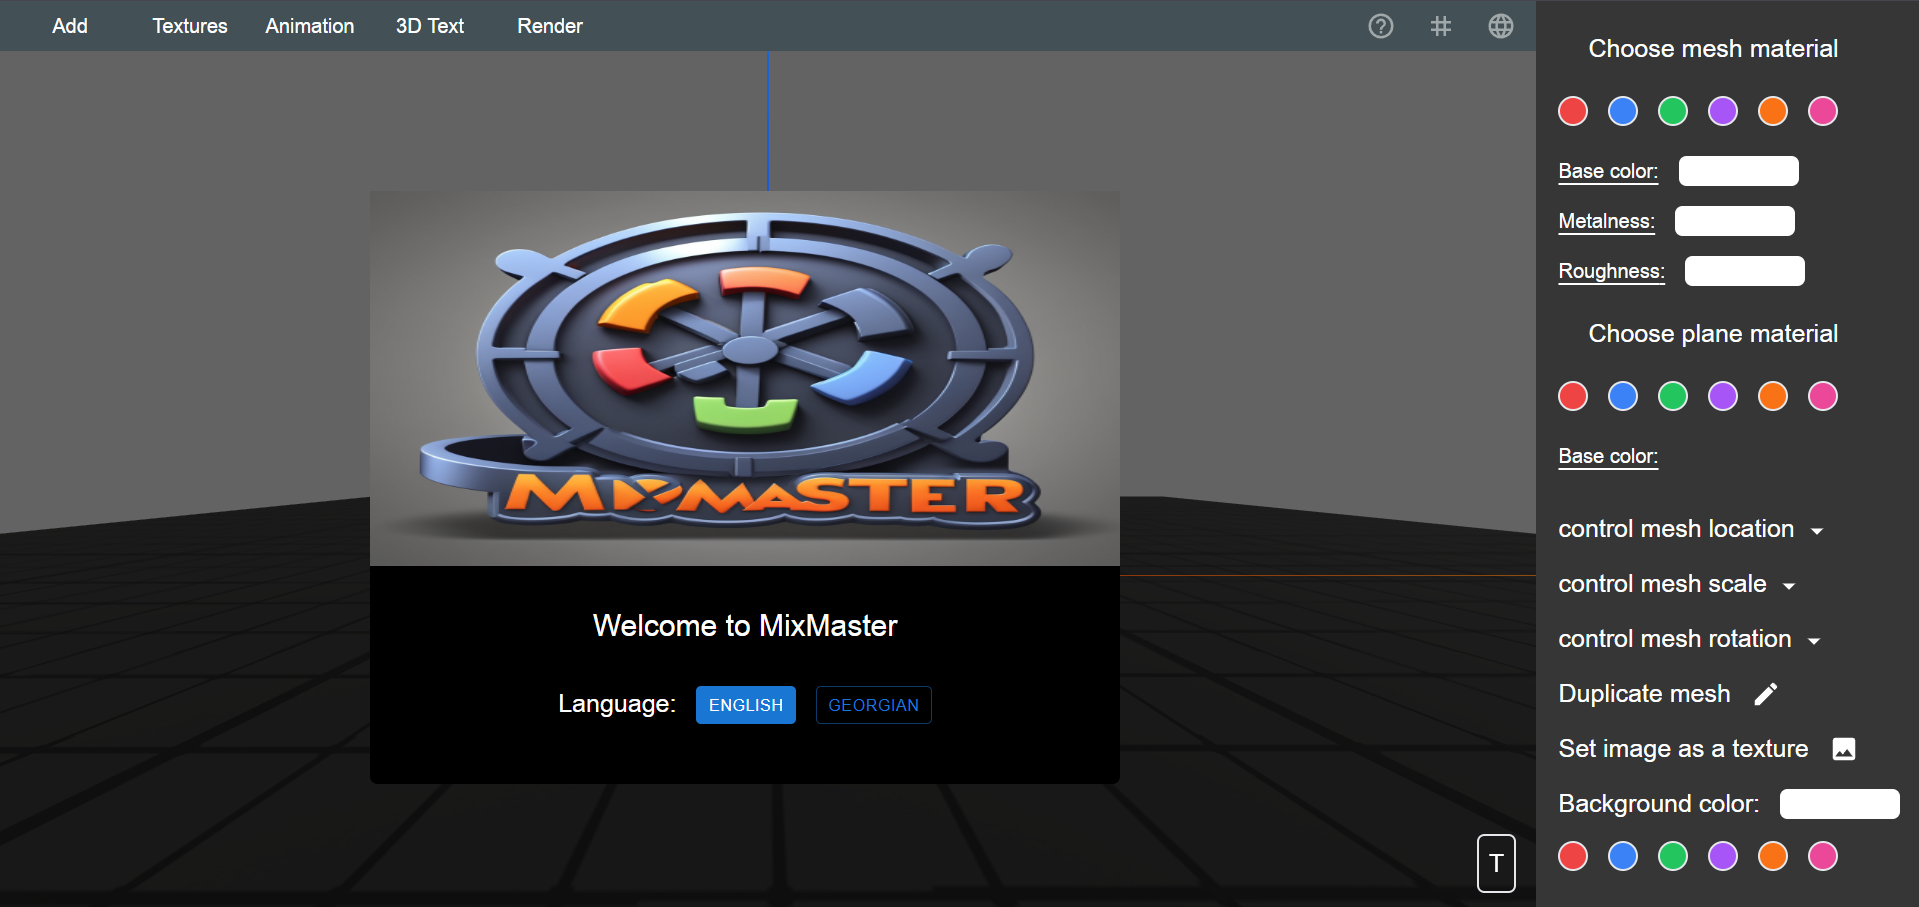 Add Textures Animation 3D Text Render
MIXMASTER
Welcome to MixMaster
Language: ENGLISH GEORGIAN
T
Choose mesh material
Base color:
Metalness:
Roughness:
Choose plane material
Base color:
control mesh location
control mesh scale
control mesh rotation
Duplicate mesh
Set image as a texture
Background color: